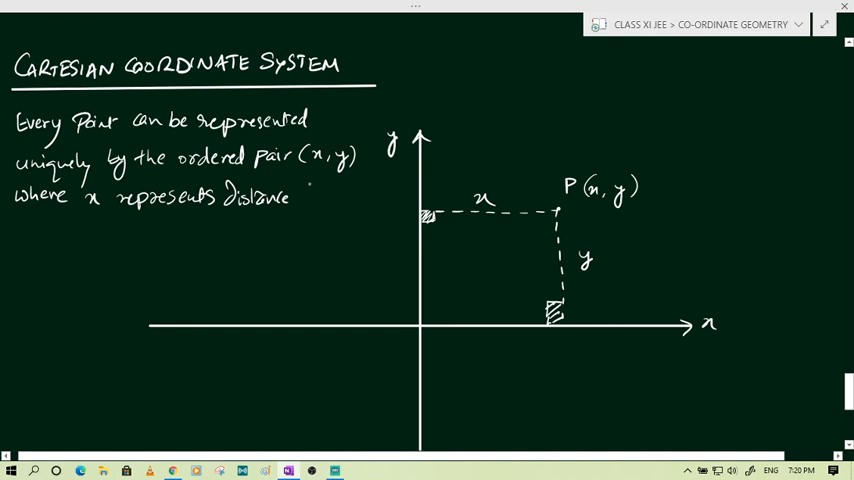 CLASS XI JEE > CO-ORDINATE GEOMETRY
CARTESIAN COORDINATE SYSTEM
Every Point can be represented
uniquely by the ordered pair (x, y)
where x represents distance
y
x
P (x, y)
y
x
ENG
7:20 PM